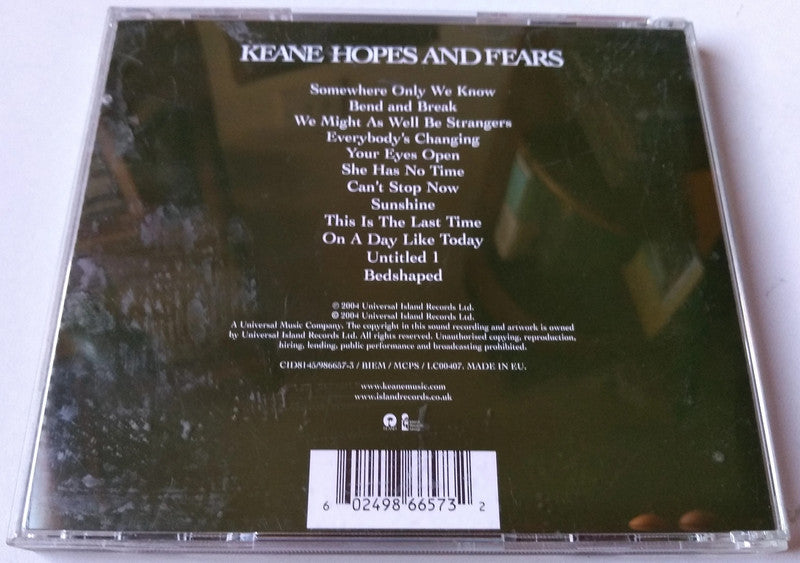 KEANE HOPES AND FEARS
Somewhere Only We Know
Bend and Break
We Might As Well Be Strangers
Everybody's Changing
Your Eyes Open
She Has No Time
Can't Stop Now
Sunshine
This Is The Last Time
On A Day Like Today
Untitled 1
Bedshaped
℗ 2004 Universal Island Records Ltd.
© 2004 Universal Island Records Ltd.
A Universal Music Company. The copyright in this sound recording and artwork is owned
by Universal Island Records Ltd. All rights reserved. Unauthorised copying, reproduction,
hiring, lending, public performance and broadcasting prohibited.
CID8145/986657-3 / BIEM / MCPS / LC00407. MADE IN EU.
www.keanemusic.com
www.islandrecords.co.uk
6 02498 66573 2